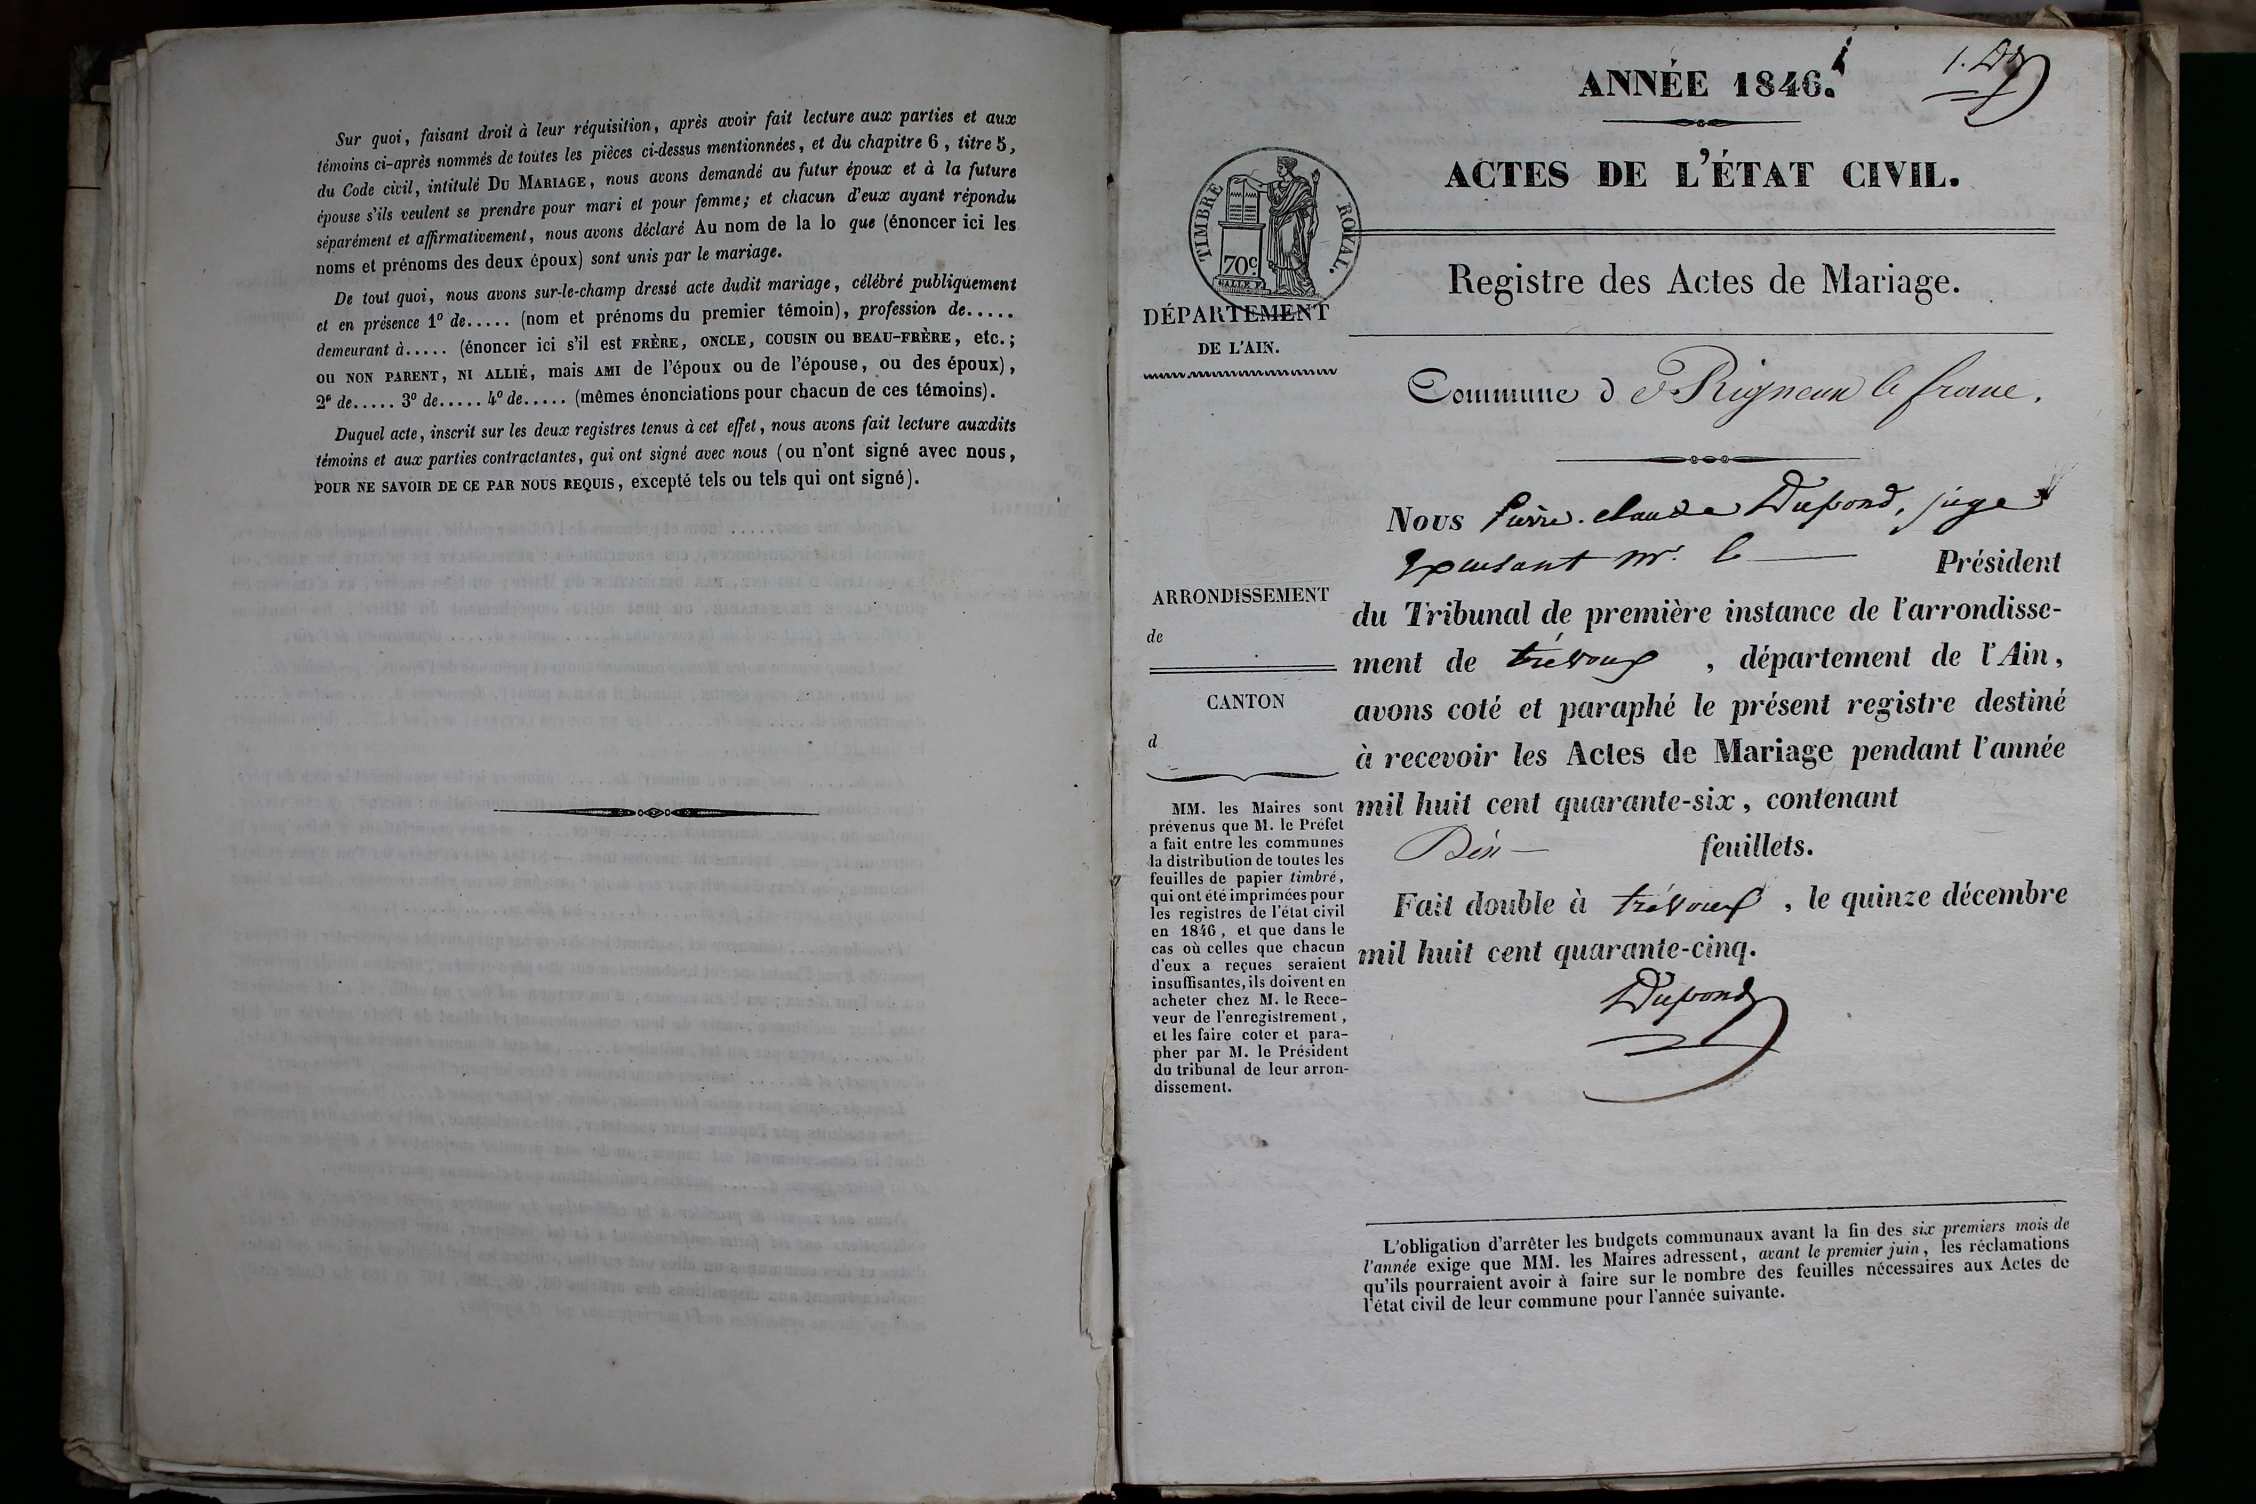 Sur quoi, faisant droit à leur réquisition, après avoir fait lecture aux parties et aux
témoins ci-après nommés de toutes les pièces ci-dessus mentionnées, et du chapitre 6, titre 5,
du Code civil, intitulé DU MARIAGE, nous avons demandé au futur époux et à la future
épouse s'ils veulent se prendre pour mari et pour femme; et chacun d'eux ayant répondu
séparément et affirmativement, nous avons déclaré Au nom de la lo que (énoncer ici les
noms et prénoms des deux époux) sont unis par le mariage.
De tout quoi, nous avons sur-le-champ dressé acte dudit mariage, célébré publiquement
et en présence 1º de..... (nom et prénoms du premier témoin), profession de.....
demeurant à..... (énoncer ici s'il est FRÈRE, ONCLE, COUSIN OU BEAU-FRÈRE, etc.;
OU NON PARENT, NI ALLIÉ, mais AMI de l'époux ou de l'épouse, ou des époux),
2º de..... 3º de..... 4º de..... (mêmes énonciations pour chacun de ces témoins).
Duquel acte, inscrit sur les deux registres tenus à cet effet, nous avons fait lecture auxdits
témoins et aux parties contractantes, qui ont signé avec nous (ou n'ont signé avec nous,
POUR NE SAVOIR DE CE PAR NOUS REQUIS, excepté tels ou tels qui ont signé).
ANNÉE 1846.
ACTES DE L'ÉTAT CIVIL.
TIMBRE ROYAL.
70c.
DÉPARTEMENT
DE L'AIN.
Registre des Actes de Mariage.
Commune de Rigneux le franc.
Nous Pierre-claude Dupond, juge
Président
du Tribunal de première instance de l'arrondisse-
ment de trévoux, département de l'Ain,
avons coté et paraphé le présent registre destiné
à recevoir les Actes de Mariage pendant l'année
mil huit cent quarante-six, contenant
feuillets.
Fait double à trévoux, le quinze décembre
mil huit cent quarante-cinq.
Dupond
ARRONDISSEMENT
de
CANTON
d
MM. les Maires sont
prévenus que M. le Préfet
a fait entre les communes
la distribution de toutes les
feuilles de papier timbré,
qui ont été imprimées pour
les registres de l'état civil
en 1846, et que dans le
cas où celles que chacun
d'eux a reçues seraient
insuffisantes, ils doivent en
acheter chez M. le Rece-
veur de l'enregistrement,
et les faire coter et para-
pher par M. le Président
du tribunal de leur arron-
dissement.
L'obligation d'arrêter les budgets communaux avant la fin des six premiers mois de
l'année exige que MM. les Maires adressent, avant le premier juin, les réclamations
qu'ils pourraient avoir à faire sur le nombre des feuilles nécessaires aux Actes de
l'état civil de leur commune pour l'année suivante.